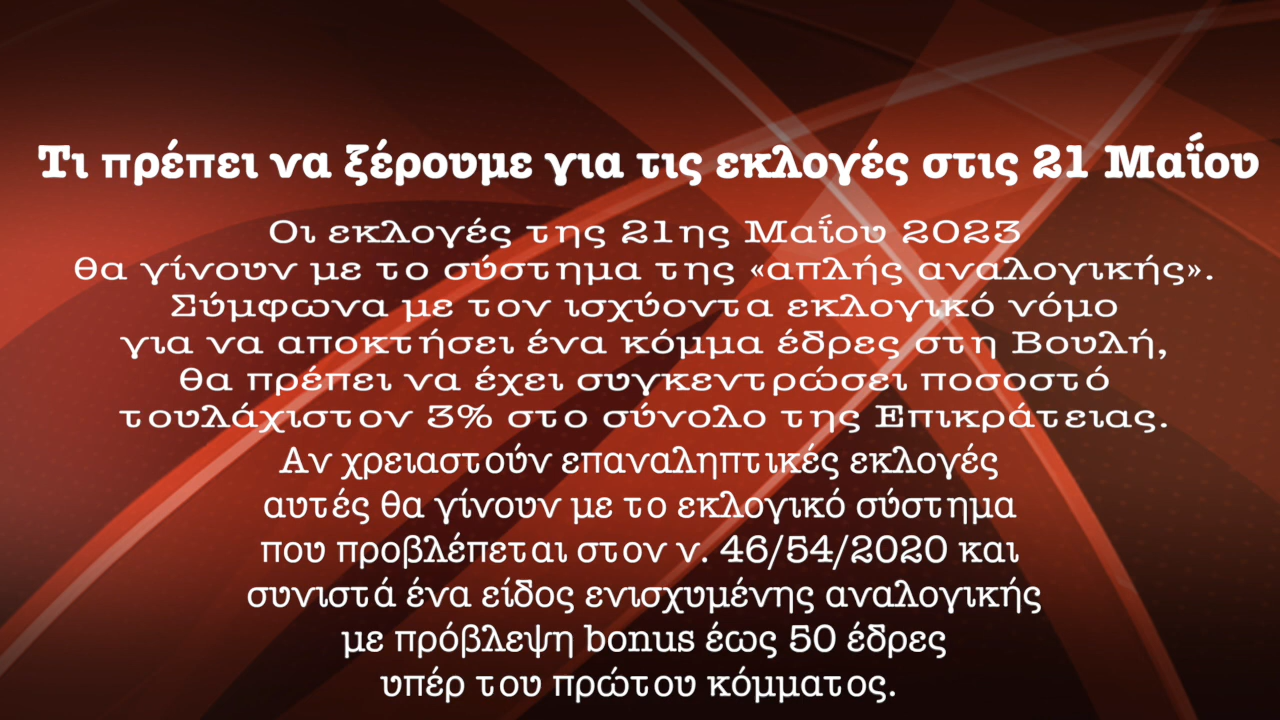 Τι πρέπει να ξέρουμε για τις εκλογές στις 21 Μαΐου
Οι εκλογές της 21ης Μαΐου 2023
θα γίνουν με το σύστημα της «απλής αναλογικής».
Σύμφωνα με τον ισχύοντα εκλογικό νόμο
για να αποκτήσει ένα κόμμα έδρες στη Βουλή,
θα πρέπει να έχει συγκεντρώσει ποσοστό
τουλάχιστον 3% στο σύνολο της Επικράτειας.
Αν χρειαστούν επαναληπτικές εκλογές
αυτές θα γίνουν με το εκλογικό σύστημα
που προβλέπεται στον ν. 46/54/2020 και
συνιστά ένα είδος ενισχυμένης αναλογικής
με πρόβλεψη bonus έως 50 έδρες
υπέρ του πρώτου κόμματος.